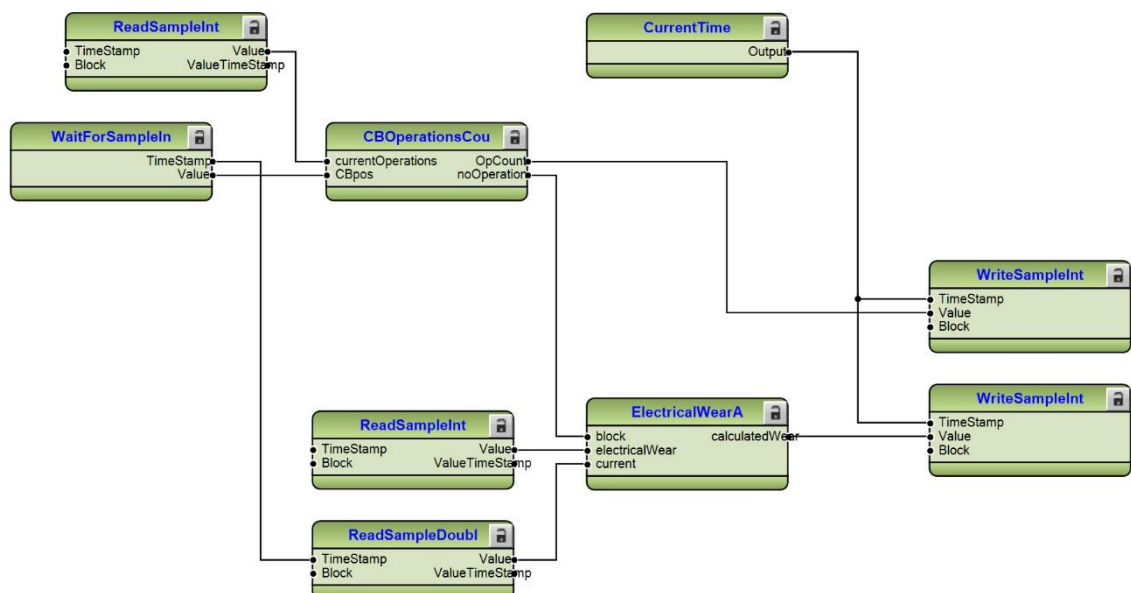 ReadSampleInt
TimeStamp Value
Block ValueTimeStamp
CurrentTime
Output
WaitForSampleIn
TimeStamp
Value
CBOperationsCou
currentOperations OpCount
CBpos noOperation
WriteSampleInt
TimeStamp
Value
Block
WriteSampleInt
TimeStamp
Value
Block
ReadSampleInt
TimeStamp Value
Block ValueTimeStamp
ElectricalWearA
block calculatedWear
electricalWear
current
ReadSampleDoubl
TimeStamp Value
Block ValueTimeStamp